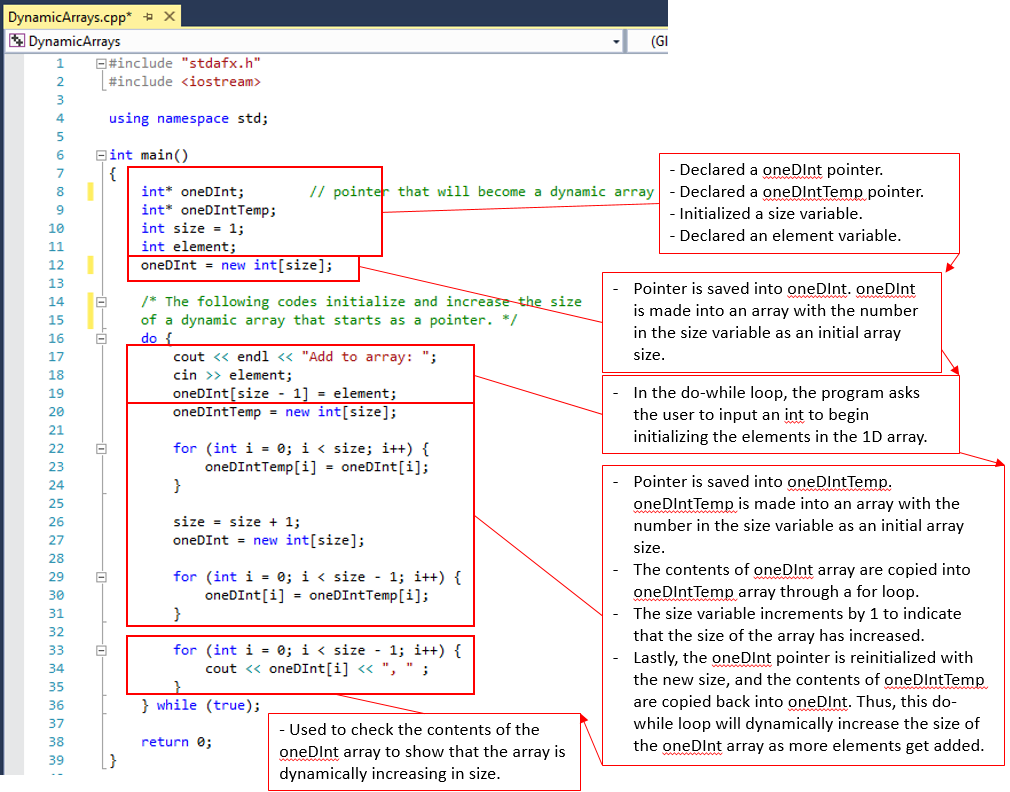 DynamicArrays.cpp*
DynamicArrays
(Gl
1 #include "stdafx.h"
2 #include <iostream>
3
4 using namespace std;
5
6 int main()
7 {
8 int* oneDInt; // pointer that will become a dynamic array
9 int* oneDIntTemp;
10 int size = 1;
11 int element;
12 oneDInt = new int[size];
13
14 /* The following codes initialize and increase the size
15 of a dynamic array that starts as a pointer. */
16 do {
17 cout << endl << "Add to array: ";
18 cin >> element;
19 oneDInt[size - 1] = element;
20 oneDIntTemp = new int[size];
21
22 for (int i = 0; i < size; i++) {
23 oneDIntTemp[i] = oneDInt[i];
24 }
25
26 size = size + 1;
27 oneDInt = new int[size];
28
29 for (int i = 0; i < size - 1; i++) {
30 oneDInt[i] = oneDIntTemp[i];
31 }
32
33 for (int i = 0; i < size - 1; i++) {
34 cout << oneDInt[i] << ", " ;
35 }
36 } while (true);
37
38 return 0;
39 }
- Declared a oneDInt pointer.
- Declared a oneDIntTemp pointer.
- Initialized a size variable.
- Declared an element variable.
- Pointer is saved into oneDInt. oneDInt
is made into an array with the number
in the size variable as an initial array
size.
- In the do-while loop, the program asks
the user to input an int to begin
initializing the elements in the 1D array.
- Pointer is saved into oneDIntTemp.
oneDIntTemp is made into an array with the
number in the size variable as an initial array
size.
- The contents of oneDInt array are copied into
oneDIntTemp array through a for loop.
- The size variable increments by 1 to indicate
that the size of the array has increased.
- Lastly, the oneDInt pointer is reinitialized with
the new size, and the contents of oneDIntTemp
are copied back into oneDInt. Thus, this do-
while loop will dynamically increase the size of
the oneDInt array as more elements get added.
- Used to check the contents of the
oneDInt array to show that the array is
dynamically increasing in size.